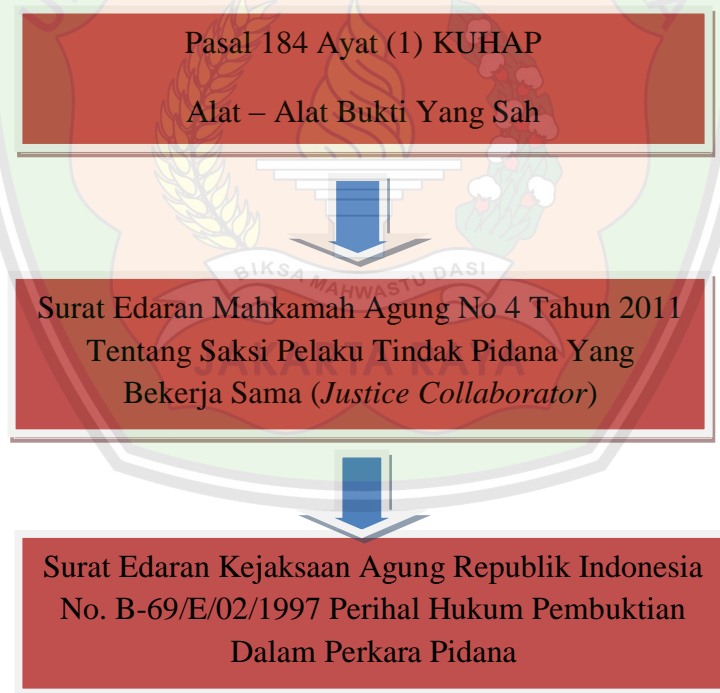 Pasal 184 Ayat (1) KUHAP
Alat – Alat Bukti Yang Sah
BIKSA MAHWASTU DASI
Surat Edaran Mahkamah Agung No 4 Tahun 2011
Tentang Saksi Pelaku Tindak Pidana Yang
JAKARTA RAYA
Bekerja Sama (Justice Collaborator)
Surat Edaran Kejaksaan Agung Republik Indonesia
No. B-69/E/02/1997 Perihal Hukum Pembuktian
Dalam Perkara Pidana